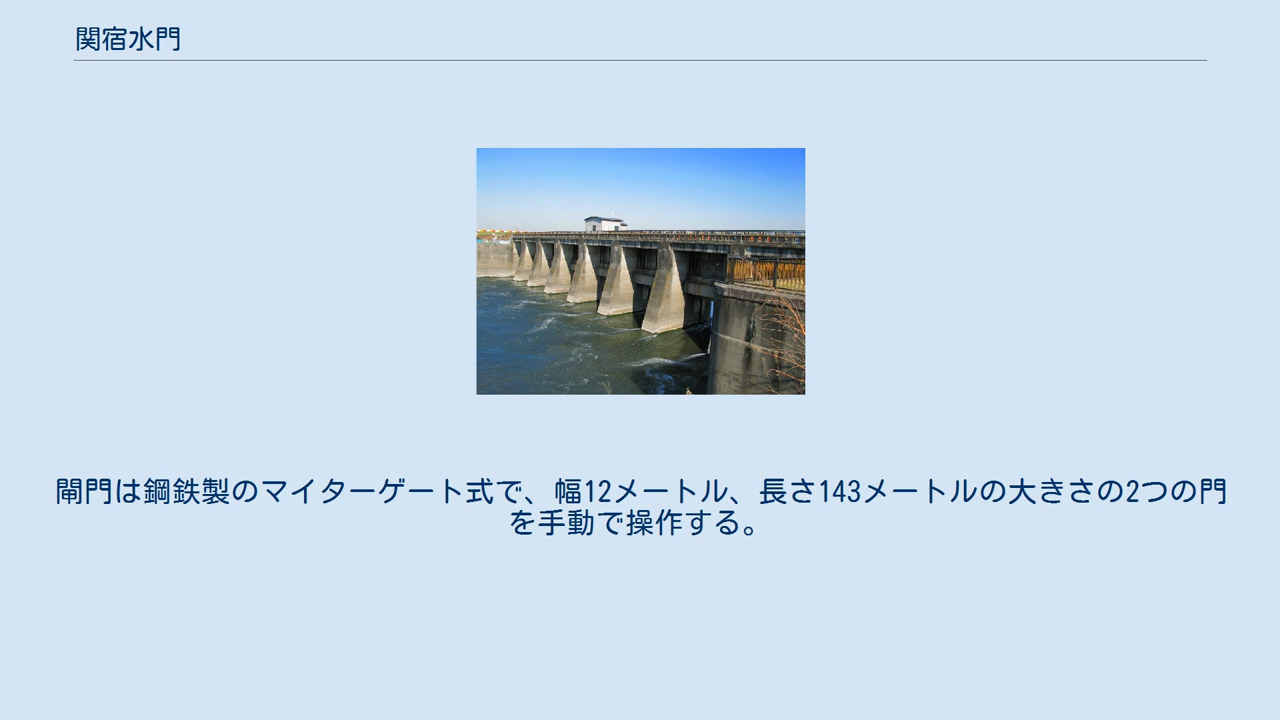 関宿水門
閘門は鋼鉄製のマイターゲート式で、幅12メートル、長さ143メートルの大きさの2つの門
を手動で操作する。